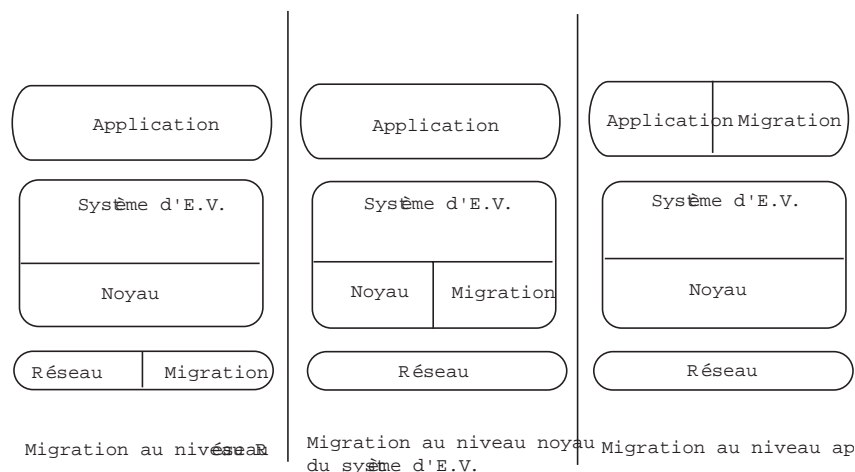 Application
Système d'E.V.
Noyau
Réseau
Migration
Migration au niveau
Application
Système d'E.V.
Noyau
Migration
Réseau
Migration au niveau noyau
du système d'E.V.
Application
Migration
Système d'E.V.
Noyau
Réseau
Migration au niveau ap